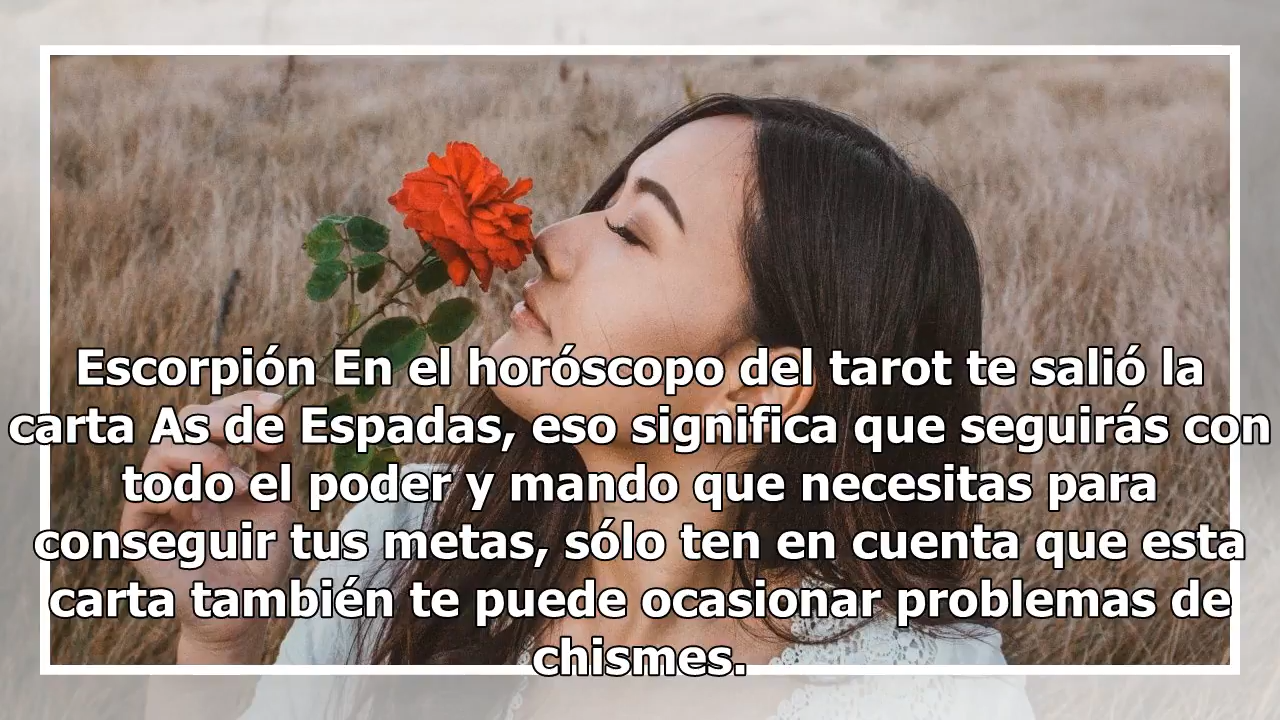 Escorpión En el horóscopo del tarot te salió la
carta As de Espadas, eso significa que seguirás con
todo el poder y mando que necesitas para
conseguir tus metas, sólo ten en cuenta que esta
carta también te puede ocasionar problemas de
chismes.